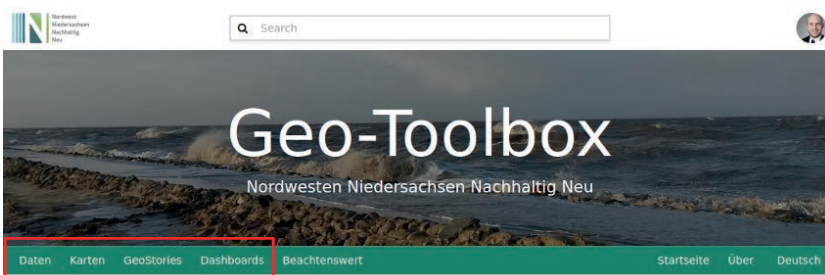 Nordwest
Niedersachsen
Nachhaltig
Neu
Search
Geo-Toolbox
Nordwesten Niedersachsen Nachhaltig Neu
Daten Karten GeoStories Dashboards Beachtenswert Startseite Über Deutsch